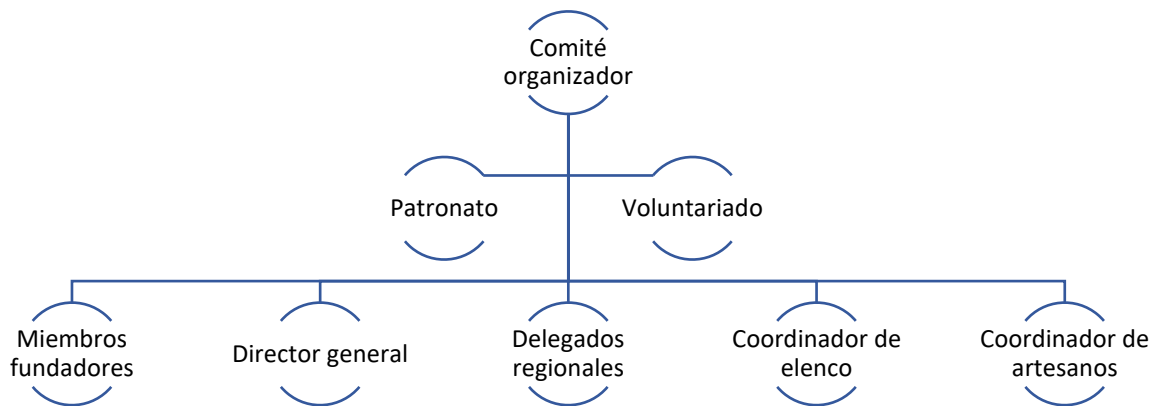 Comité
organizador
Patronato
Voluntariado
Miembros
fundadores
Director general
Delegados
regionales
Coordinador de
elenco
Coordinador de
artesanos